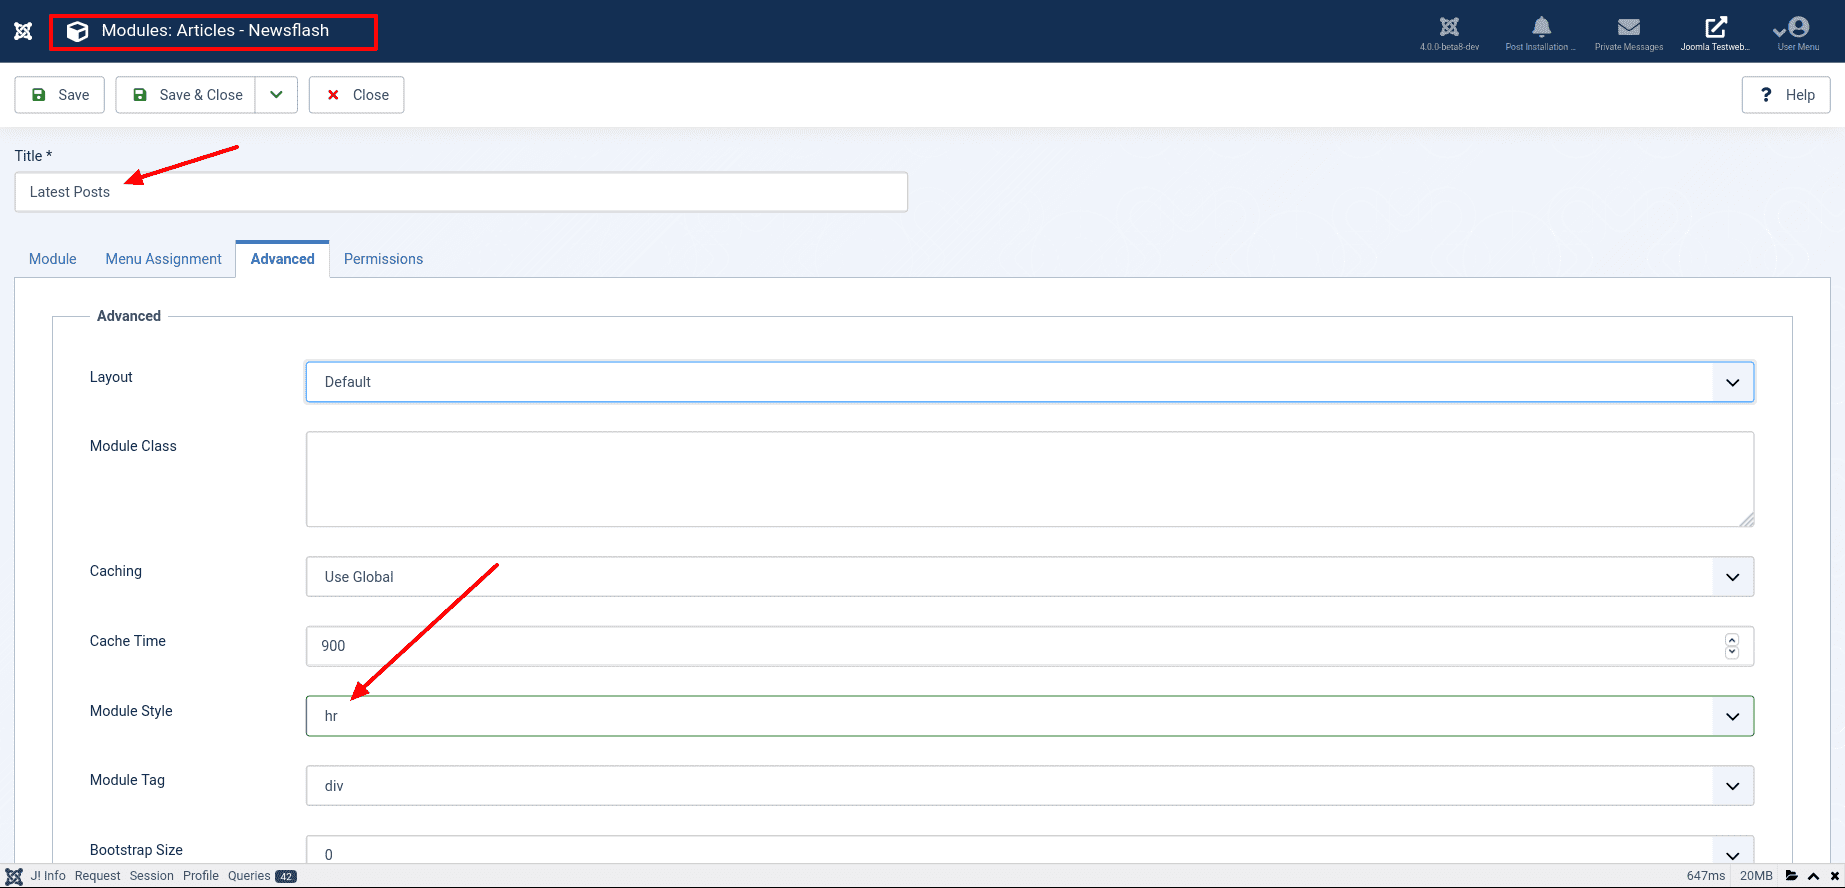 Modules: Articles - Newsflash
4.0.0-beta8-dev
Post Installation ...
Private Messages
Joomla Testweb...
User Menu
Save
Save & Close
Close
? Help
Title *
Latest Posts
Module
Menu Assignment
Advanced
Permissions
Advanced
Layout
Default
Module Class
Caching
Use Global
Cache Time
900
Module Style
hr
Module Tag
div
Bootstrap Size
0
J! Info
Request
Session
Profile
Queries 42
647ms
20MB